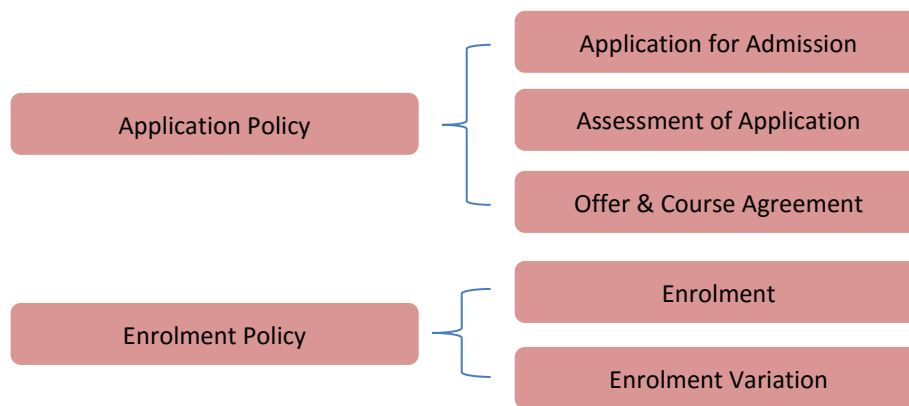 Application Policy
Application for Admission
Assessment of Application
Offer & Course Agreement
Enrolment Policy
Enrolment
Enrolment Variation